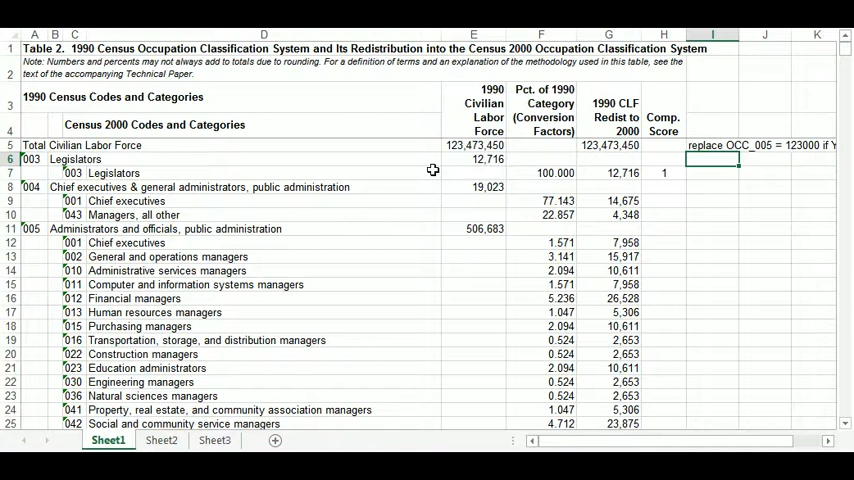 A B C D E F G H I J K
1 Table 2. 1990 Census Occupation Classification System and Its Redistribution into the Census 2000 Occupation Classification System
Note: Numbers and percents may not always add to totals due to rounding. For a definition of terms and an explanation of the methodology used in this table, see the
2 text of the accompanying Technical Paper.
3 1990 Census Codes and Categories 1990 Civilian Labor Force Pct. of 1990 Category (Conversion Factors) 1990 CLF Redist to 2000 Comp. Score
4 Census 2000 Codes and Categories
5 Total Civilian Labor Force 123,473,450 123,473,450 replace OCC_005 = 123000 if Y
6 003 Legislators 12,716
7 003 Legislators 100.000 12,716 1
8 004 Chief executives & general administrators, public administration 19,023
9 001 Chief executives 77.143 14,675
10 043 Managers, all other 22.857 4,348
11 005 Administrators and officials, public administration 506,683
12 001 Chief executives 1.571 7,958
13 002 General and operations managers 3.141 15,917
14 010 Administrative services managers 2.094 10,611
15 011 Computer and information systems managers 1.571 7,958
16 012 Financial managers 5.236 26,528
17 013 Human resources managers 1.047 5,306
18 015 Purchasing managers 2.094 10,611
19 016 Transportation, storage, and distribution managers 0.524 2,653
20 022 Construction managers 0.524 2,653
21 023 Education administrators 2.094 10,611
22 030 Engineering managers 0.524 2,653
23 036 Natural sciences managers 0.524 2,653
24 041 Property, real estate, and community association managers 1.047 5,306
25 042 Social and community service managers 4.712 23,875
Sheet1 Sheet2 Sheet3